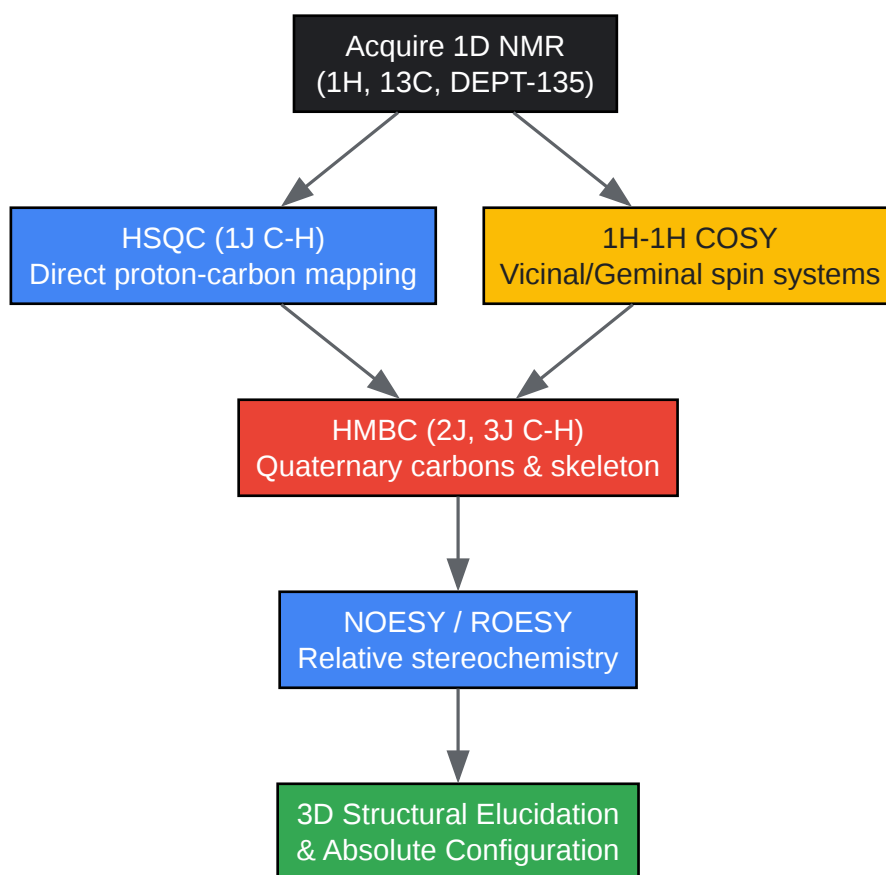 Acquire 1D NMR
(1H, 13C, DEPT-135)
HSQC (1J C-H)
Direct proton-carbon mapping
1H-1H COSY
Vicinal/Geminal spin systems
HMBC (2J, 3J C-H)
Quaternary carbons & skeleton
NOESY / ROESY
Relative stereochemistry
3D Structural Elucidation
& Absolute Configuration